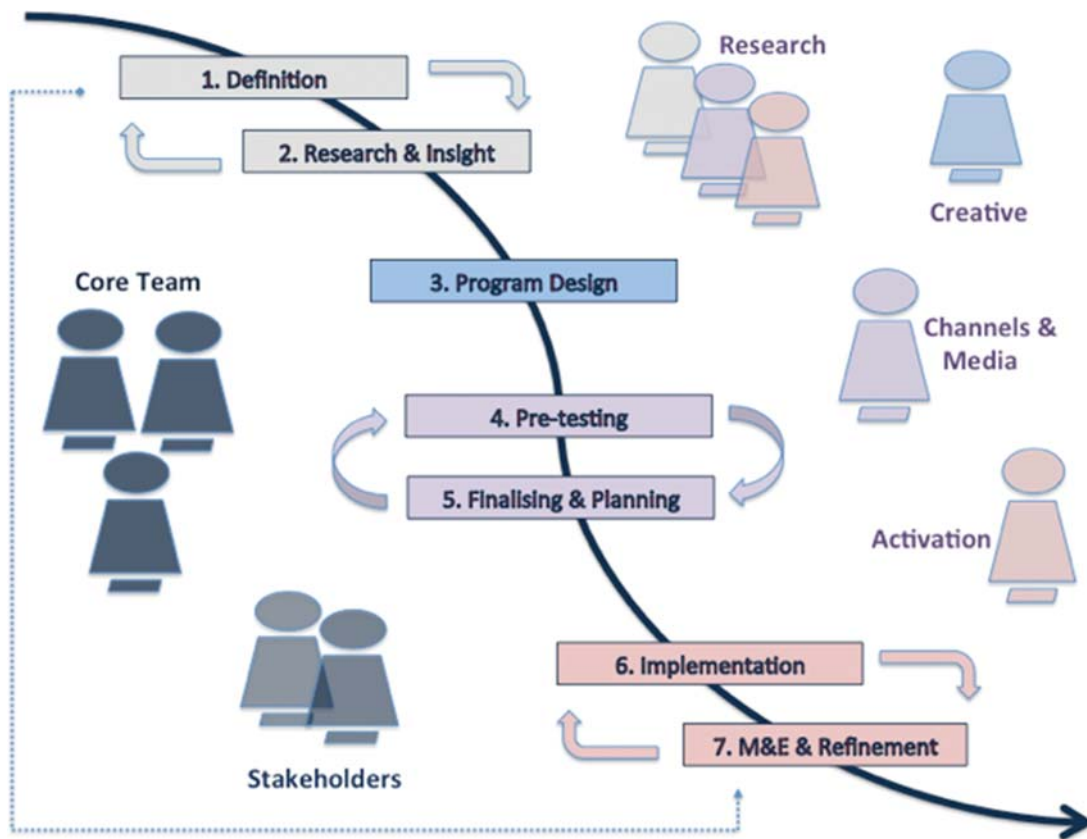 Research
1. Definition
2. Research & Insight
Creative
3. Program Design
Core Team
Channels &
Media
4. Pre-testing
5. Finalising & Planning
Activation
6. Implementation
7. M&E & Refinement
Stakeholders